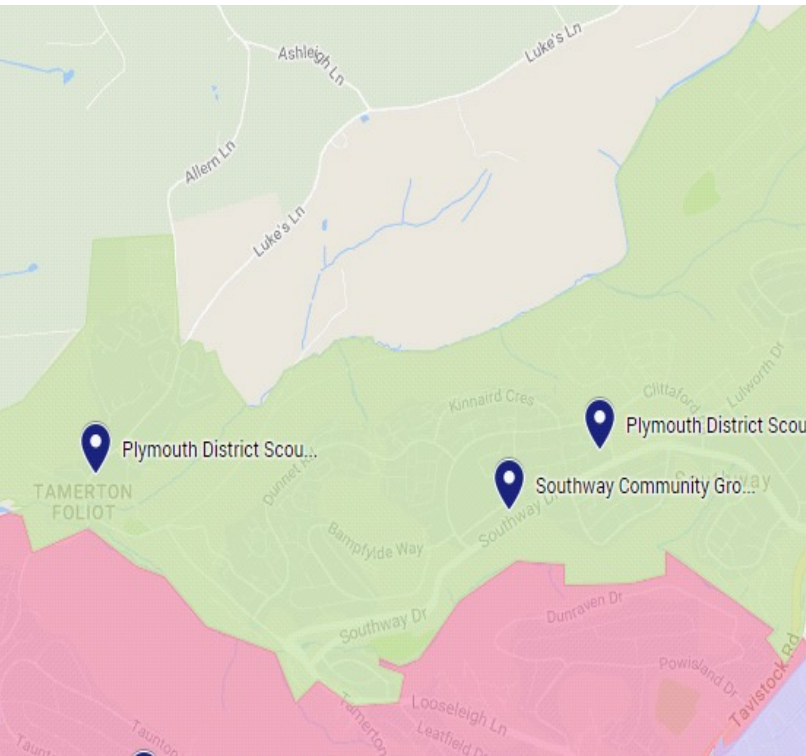 Ashleigh Ln
Luke's Ln
Allern Ln
Luke's Ln
Lulworth Dr
Kinnaird Cres
Clittaford
Plymouth District Scou
Plymouth District Scou...
Dunnet Rd
Southway Community Gro...
Southway
TAMERTON
FOLIOT
Southway Dr
Bampfylde Way
Dunraven Dr
Southway Dr
Powisland Dr
Tavistock Rd
Looseleigh Ln
Tamerton
Leatfield Dr
Taunton
Taunt